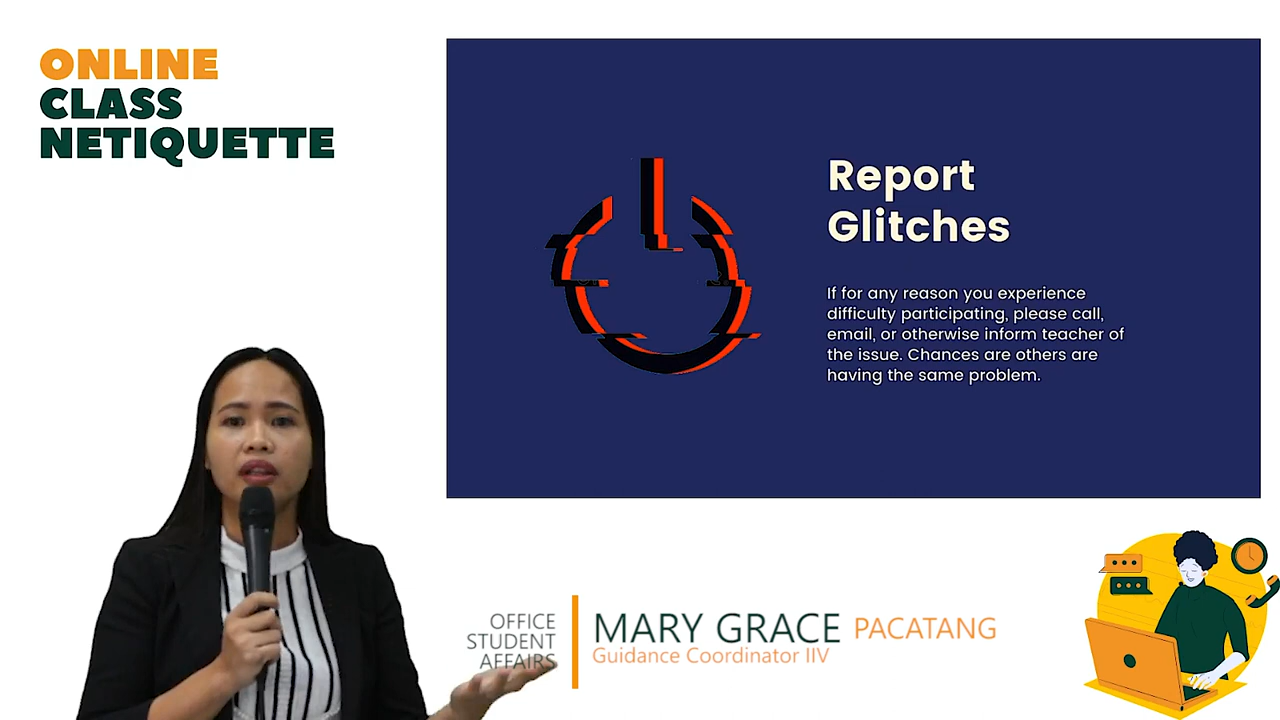 ONLINE
CLASS
NETIQUETTE
Report
Glitches
If for any reason you experience
difficulty participating, please call,
email, or otherwise inform teacher of
the issue. Chances are others are
having the same problem.
OFFICE
STUDENT
AFFAIRS
MARY GRACE PACATANG
Guidance Coordinator IIV